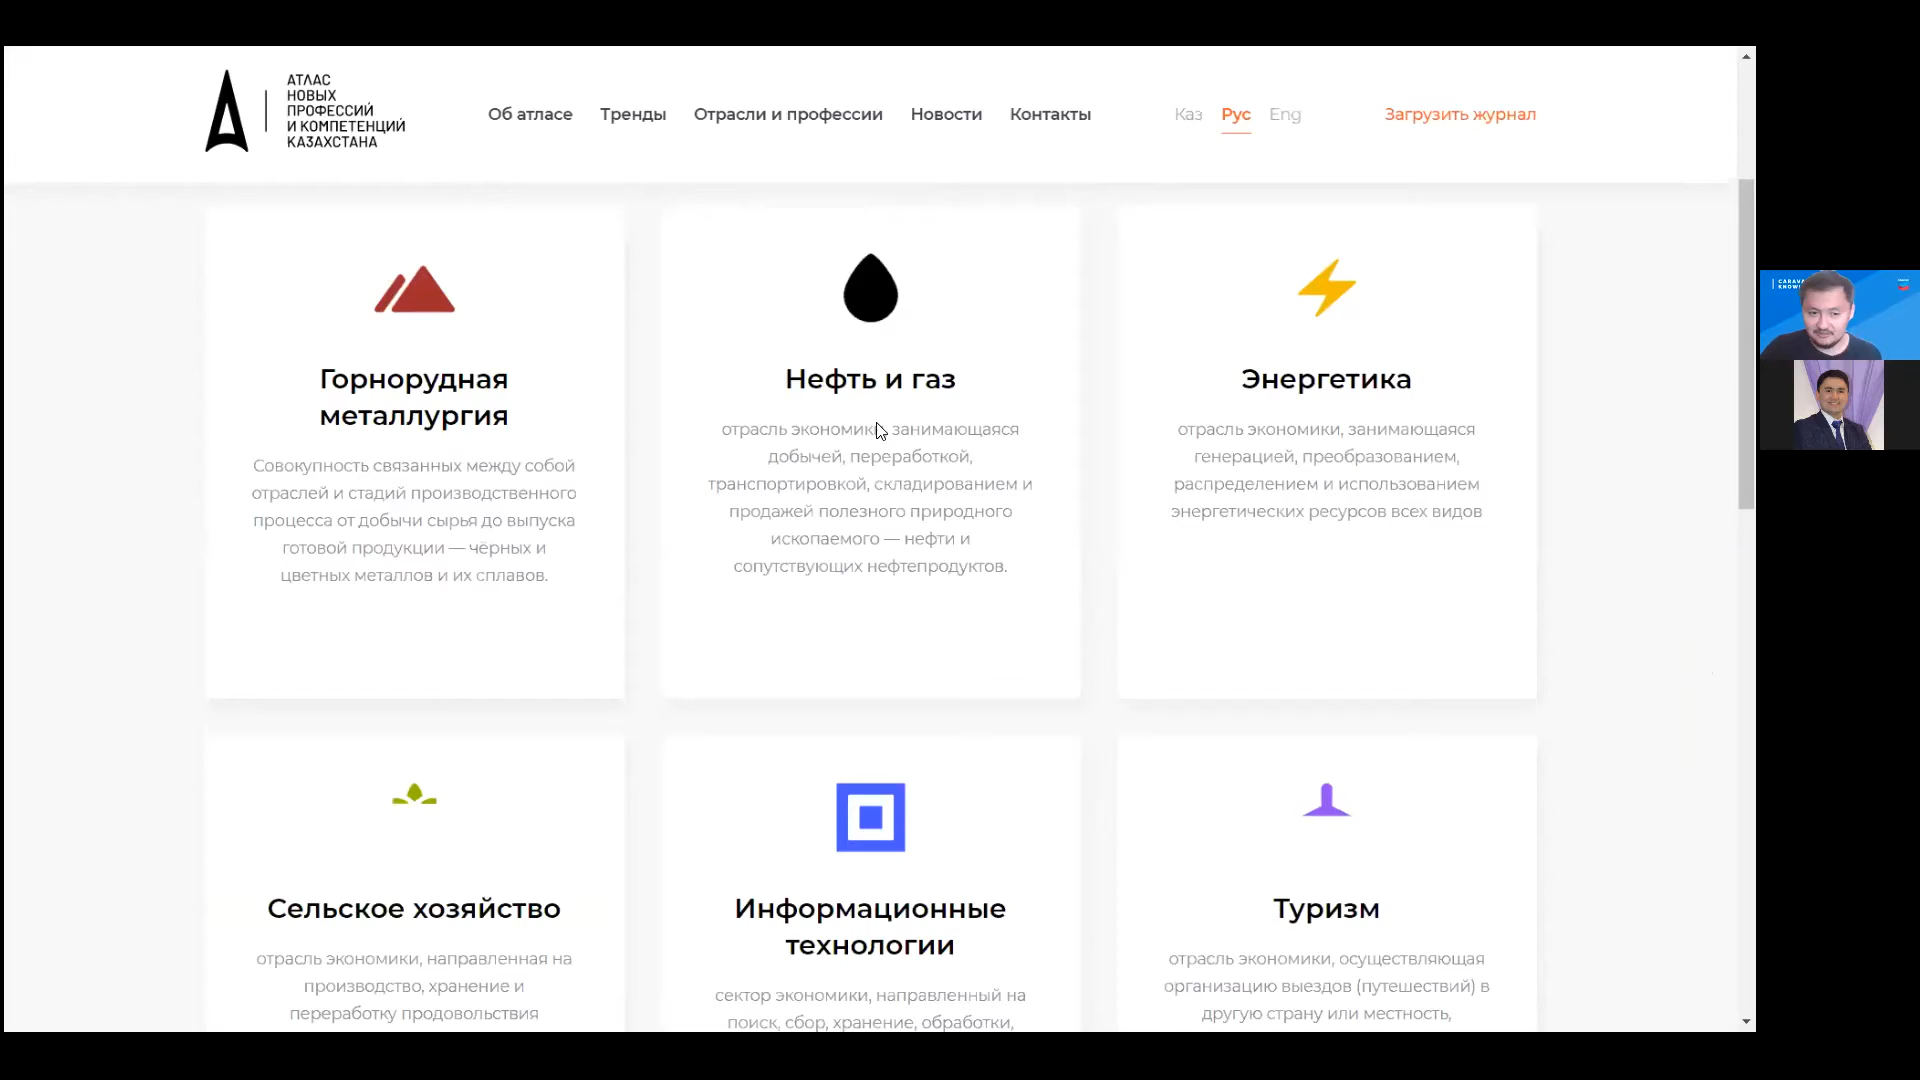 АТЛАС
НОВЫХ
ПРОФЕССИЙ
И КОМПЕТЕНЦИЙ
КАЗАХСТАНА
Об атласе Тренды Отрасли и профессии Новости Контакты Каз Рус Eng Загрузить журнал
Горнорудная
металлургия
Совокупность связанных между собой
отраслей и стадий производственного
процесса от добычи сырья до выпуска
готовой продукции — чёрных и
цветных металлов и их сплавов.
Нефть и газ
отрасль экономики, занимающаяся
добычей, переработкой,
транспортировкой, складированием и
продажей полезного природного
ископаемого — нефти и
сопутствующих нефтепродуктов.
Энергетика
отрасль экономики, занимающаяся
генерацией, преобразованием,
распределением и использованием
энергетических ресурсов всех видов
Сельское хозяйство
отрасль экономики, направленная на
производство, хранение и
переработку продовольствия
Информационные
технологии
сектор экономики, направленный на
поиск, сбор, хранение, обработки,
Туризм
отрасль экономики, осуществляющая
организацию выездов (путешествий) в
другую страну или местность,